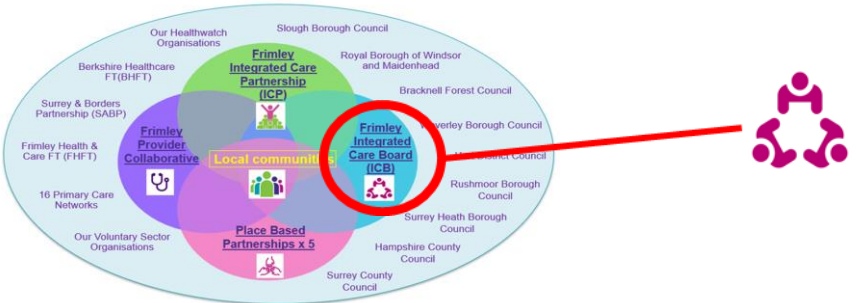 Our Healthwatch
Organisations
Slough Borough Council
Berkshire Healthcare
FT(BHFT)
Frimley
Integrated Care
Partnership
(ICP)
Royal Borough of Windsor
and Maidenhead
Bracknell Forest Council
Surrey & Borders
Partnership (SABP)
Frimley
Provider
Collaborative
Frimley
Integrated
Care Board
(ICB)
Borough Council
Frimley Health &
Care FT (FHFT)
Local communities
Council
16 Primary Care
Networks
Rushmoor Borough
Council
Our Voluntary Sector
Organisations
Place Based
Partnerships x 5
Surrey Heath Borough
Council
Hampshire County
Council
Surrey County
Council